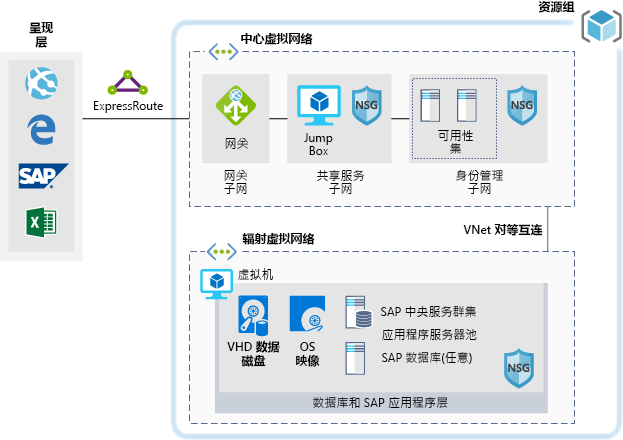 资源组
呈现
层
SAP
ExpressRoute
中心虚拟网络
网关
网关
子网
Jump
Box
NSG
共享服务
子网
可用性
集
NSG
身份管理
子网
VNet 对等互连
辐射虚拟网络
虚拟机
VHD 数据
磁盘
OS
映像
SAP 中央服务群集
应用程序服务器池
SAP 数据库(任意)
NSG
数据库和 SAP 应用程序层